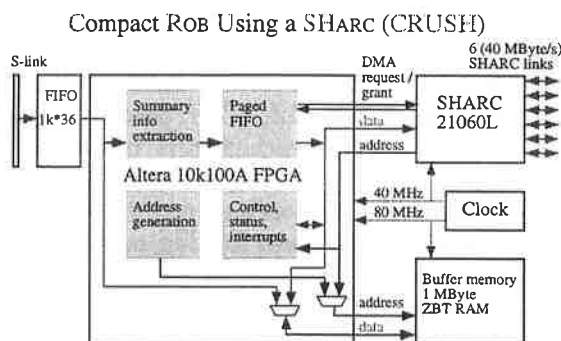 Compact ROB Using a SHARC (CRUSH)
S-link
FIFO
1k*36
Summary
info
extraction
Paged
FIFO
Altera 10k100A FPGA
Address
generation
Control,
status,
interrupts
DMA
request /
grant
data
address
6 (40 MByte/s)
SHARC links
SHARC
21060L
40 MHz
80 MHz
Clock
Buffer memory
1 MByte
ZBT RAM
address
data